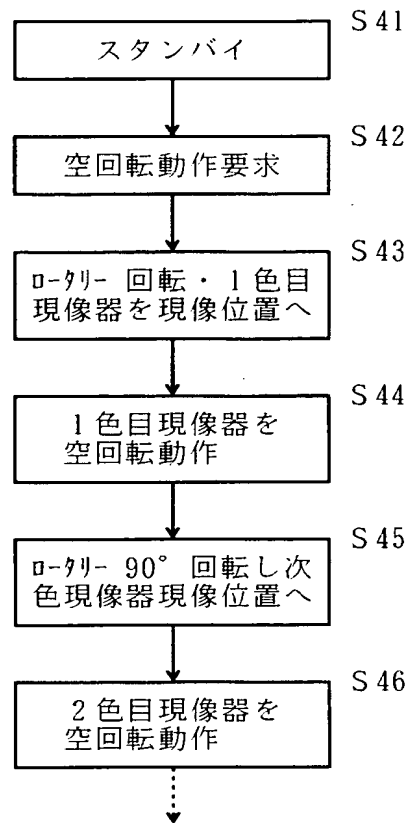 S41
スタンバイ
S42
空回転動作要求
S43
ﾛｰﾀﾘｰ 回転・1色目
現像器を現像位置へ
S44
1色目現像器を
空回転動作
S45
ﾛｰﾀﾘｰ 90° 回転し次
色現像器現像位置へ
S46
2色目現像器を
空回転動作